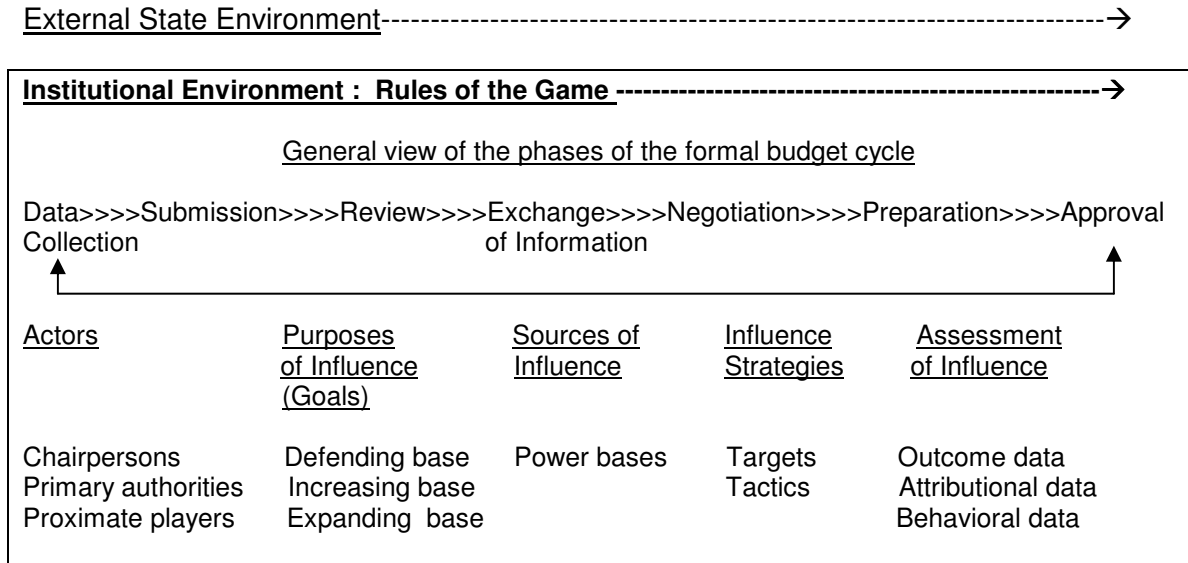 External State Environment-------------------------------------------------------------------------→
Institutional Environment :  Rules of the Game ------------------------------------------------------→
General view of the phases of the formal budget cycle
Data>>>>Submission>>>>Review>>>>Exchange>>>>Negotiation>>>>Preparation>>>>Approval
Collection of Information
Actors Purposes Sources of Influence Assessment
of Influence Influence Strategies of Influence
(Goals)
Chairpersons Defending base Power bases Targets Outcome data
Primary authorities Increasing base Tactics Attributional data
Proximate players Expanding base Behavioral data